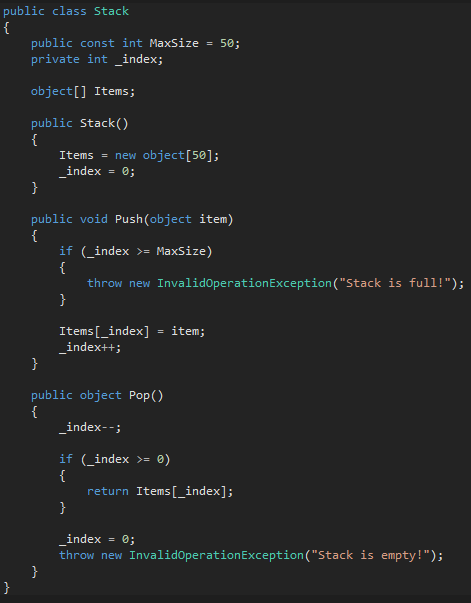 public class Stack
{
    public const int MaxSize = 50;
    private int _index;

    object[] Items;

    public Stack()
    {
        Items = new object[50];
        _index = 0;
    }

    public void Push(object item)
    {
        if (_index >= MaxSize)
        {
            throw new InvalidOperationException("Stack is full!");
        }

        Items[_index] = item;
        _index++;
    }

    public object Pop()
    {
        _index--;

        if (_index >= 0)
        {
            return Items[_index];
        }

        _index = 0;
        throw new InvalidOperationException("Stack is empty!");
    }
}